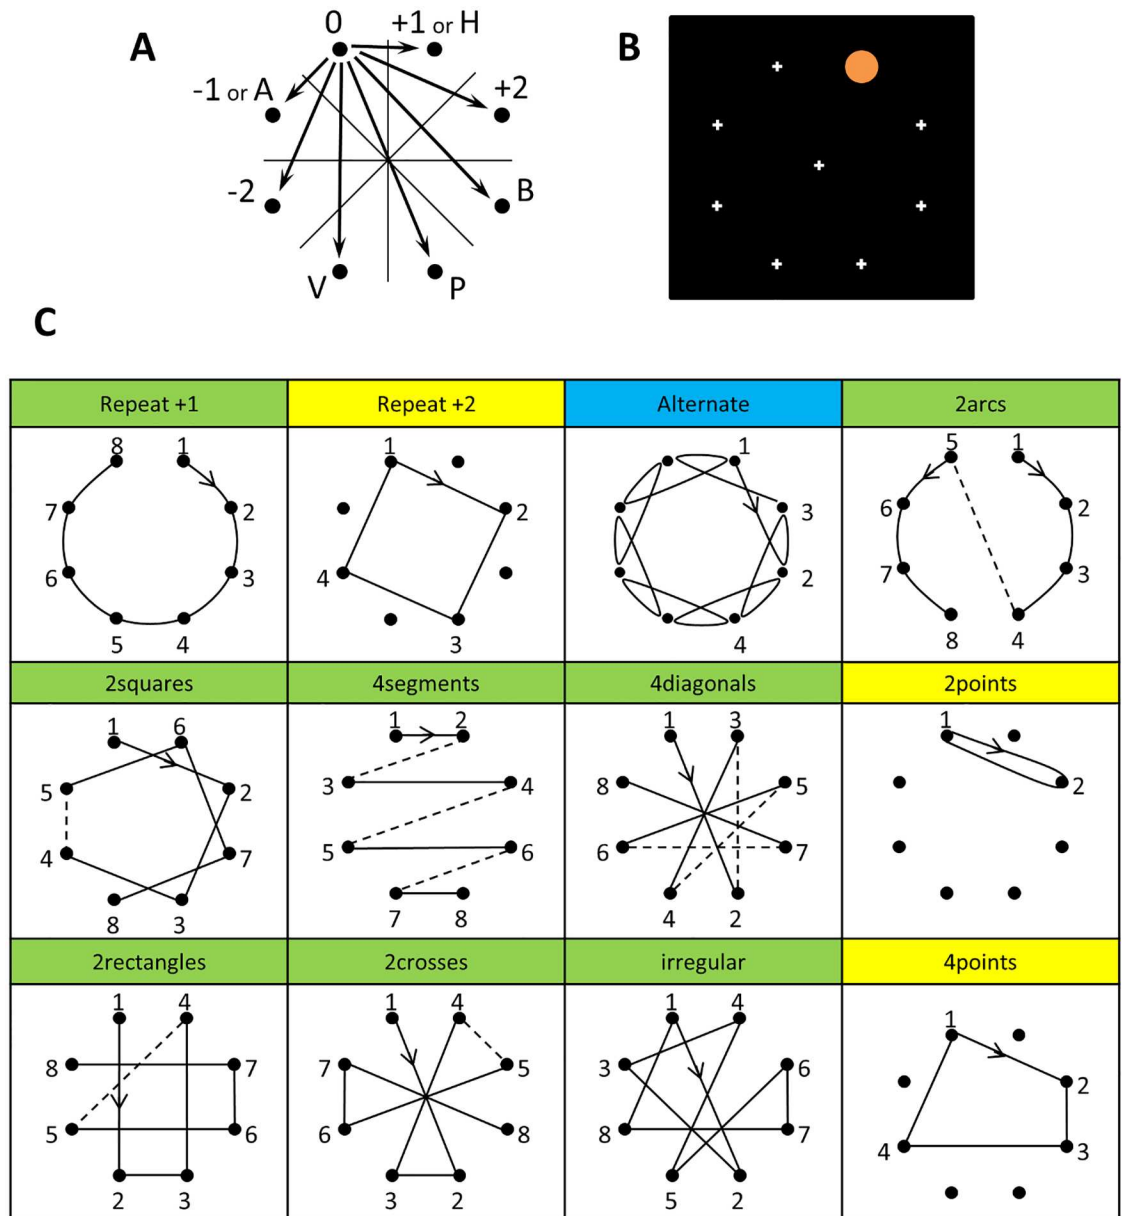 A
0
+1 or H
B
-1 or A
+2
-2
B
V
P
C
Repeat +1
Repeat +2
Alternate
2arcs
8 1
7 2
6 3
5 4
1
2
4
3
1
3
2
4
5 1
6 2
7 3
8 4
2squares
4segments
4diagonals
2points
1 6
5 2
4 7
8 3
1 2
3 4
5 6
7 8
1 3
8 5
6 7
4 2
1
2
2rectangles
2crosses
irregular
4points
1 4
8 7
5 6
2 3
1 4
7 5
6 8
3 2
1 4
3 6
8 7
5 2
1
2
4 3